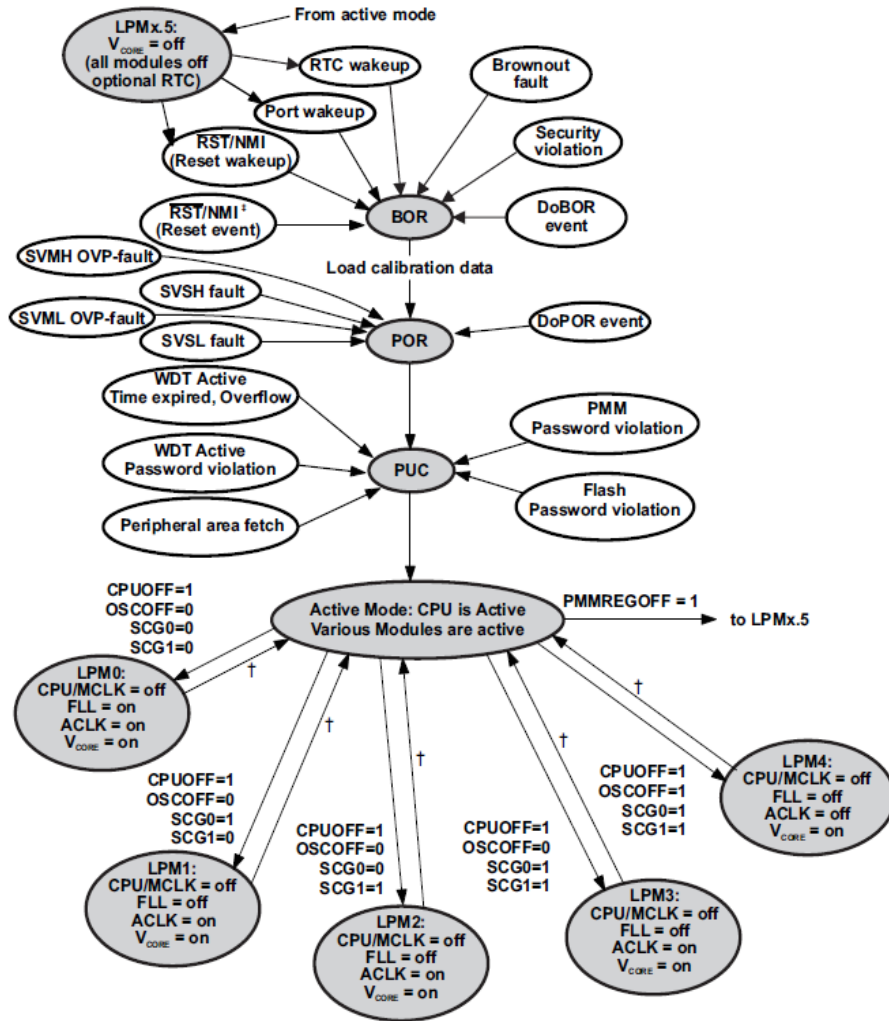 From active mode
LPMx.5:
VCORE = off
(all modules off
optional RTC)
RTC wakeup
Brownout
fault
Port wakeup
Security
violation
RST/NMI
(Reset wakeup)
BOR
DoBOR
event
RST/NMI ‡
(Reset event)
SVMH OVP-fault
Load calibration data
SVSH fault
SVML OVP-fault
DoPOR event
POR
SVSL fault
WDT Active
Time expired, Overflow
PMM
Password violation
WDT Active
Password violation
PUC
Flash
Password violation
Peripheral area fetch
CPUOFF=1
OSCOFF=0
SCG0=0
SCG1=0
Active Mode: CPU is Active
Various Modules are active
PMMREGOFF = 1
to LPMx.5
LPM0:
CPU/MCLK = off
FLL = on
ACLK = on
VCORE = on
†
†
†
†
†
CPUOFF=1
OSCOFF=0
SCG0=1
SCG1=0
CPUOFF=1
OSCOFF=0
SCG0=0
SCG1=1
CPUOFF=1
OSCOFF=0
SCG0=1
SCG1=1
CPUOFF=1
OSCOFF=1
SCG0=1
SCG1=1
LPM4:
CPU/MCLK = off
FLL = off
ACLK = off
VCORE = on
LPM1:
CPU/MCLK = off
FLL = off
ACLK = on
VCORE = on
LPM2:
CPU/MCLK = off
FLL = off
ACLK = on
VCORE = on
LPM3:
CPU/MCLK = off
FLL = off
ACLK = on
VCORE = on